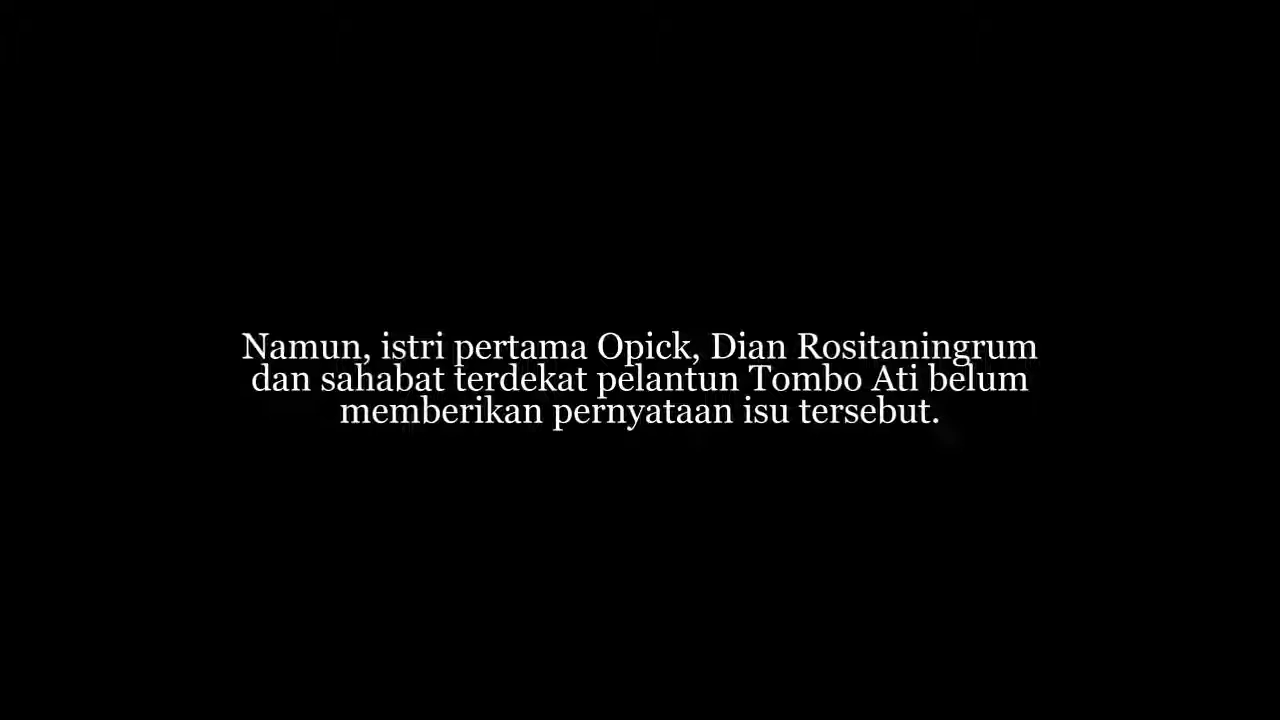 Namun, istri pertama Opick, Dian Rositaningrum
dan sahabat terdekat pelantun Tombo Ati belum
memberikan pernyataan isu tersebut.